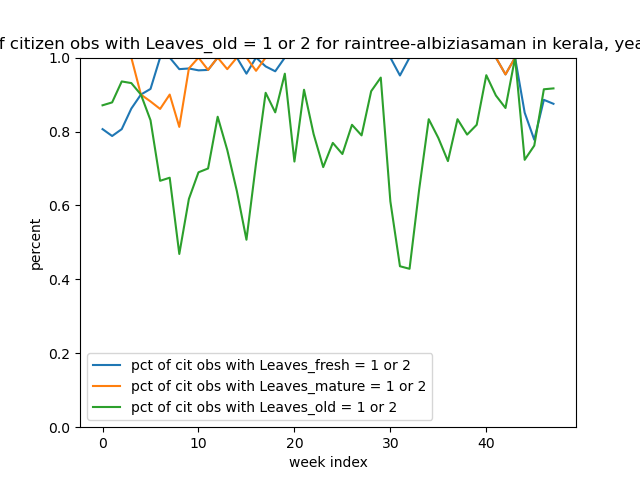 f citizen obs with Leaves_old = 1 or 2 for raintree-albiziasaman in kerala, yea
1.0
0.8
0.6
0.4
0.2
0.0
percent
pct of cit obs with Leaves_fresh = 1 or 2
pct of cit obs with Leaves_mature = 1 or 2
pct of cit obs with Leaves_old = 1 or 2
0 10 20 30 40
week index